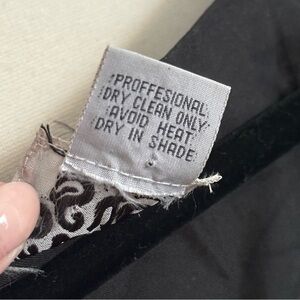 PROFFESIONAL
DRY CLEAN ONLY
AVOID HEAT
DRY IN SHADE